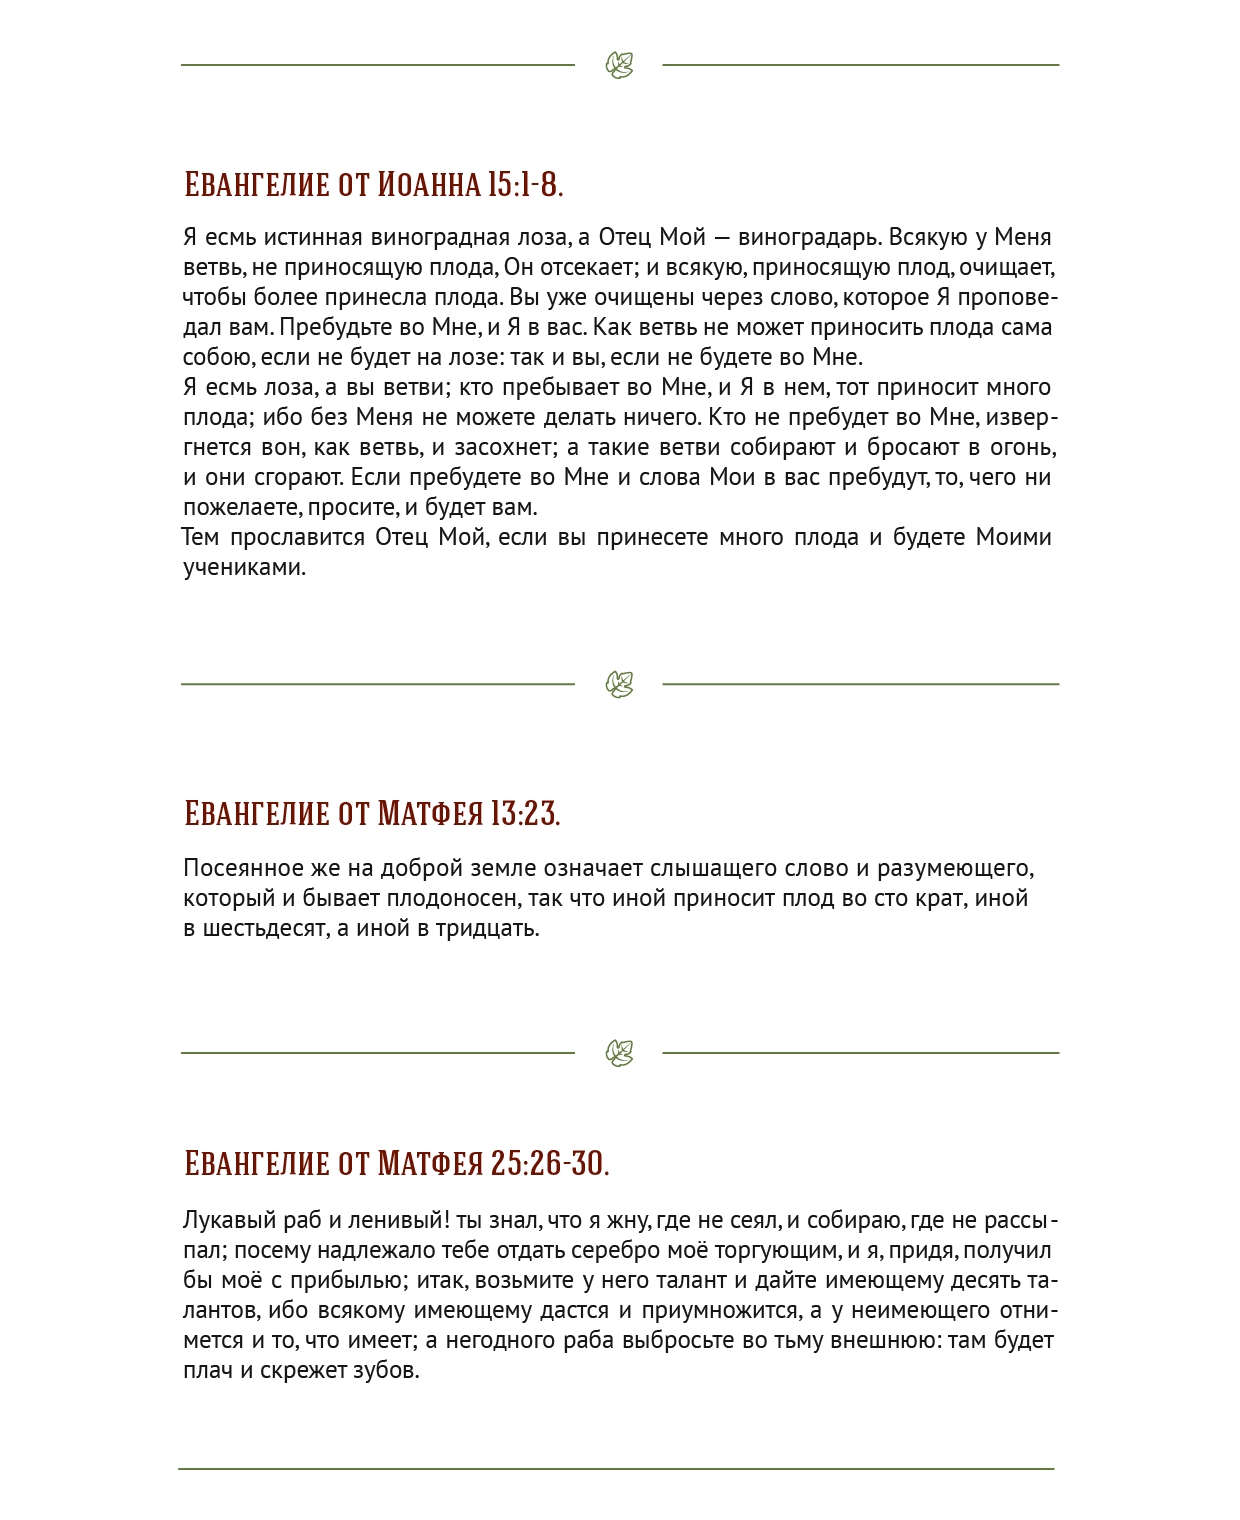 Евангелие от Иоанна 15:1-8.
Я есмь истинная виноградная лоза, а Отец Мой — виноградарь. Всякую у Меня
ветвь, не приносящую плода, Он отсекает; и всякую, приносящую плод, очищает,
чтобы более принесла плода. Вы уже очищены через слово, которое Я пропове-
дал вам. Пребудьте во Мне, и Я в вас. Как ветвь не может приносить плода сама
собою, если не будет на лозе: так и вы, если не будете во Мне.
Я есмь лоза, а вы ветви; кто пребывает во Мне, и Я в нем, тот приносит много
плода; ибо без Меня не можете делать ничего. Кто не пребудет во Мне, извер-
гнется вон, как ветвь, и засохнет; а такие ветви собирают и бросают в огонь,
и они сгорают. Если пребудете во Мне и слова Мои в вас пребудут, то, чего ни
пожелаете, просите, и будет вам.
Тем прославится Отец Мой, если вы принесете много плода и будете Моими
учениками.
Евангелие от Матфея 13:23.
Посеянное же на доброй земле означает слышащего слово и разумеющего,
который и бывает плодоносен, так что иной приносит плод во сто крат, иной
в шестьдесят, а иной в тридцать.
Евангелие от Матфея 25:26-30.
Лукавый раб и ленивый! ты знал, что я жну, где не сеял, и собираю, где не рассы-
пал; посему надлежало тебе отдать серебро моё торгующим, и я, придя, получил
бы моё с прибылью; итак, возьмите у него талант и дайте имеющему десять та-
лантов, ибо всякому имеющему дастся и приумножится, а у неимеющего отни-
мется и то, что имеет; а негодного раба выбросьте во тьму внешнюю: там будет
плач и скрежет зубов.